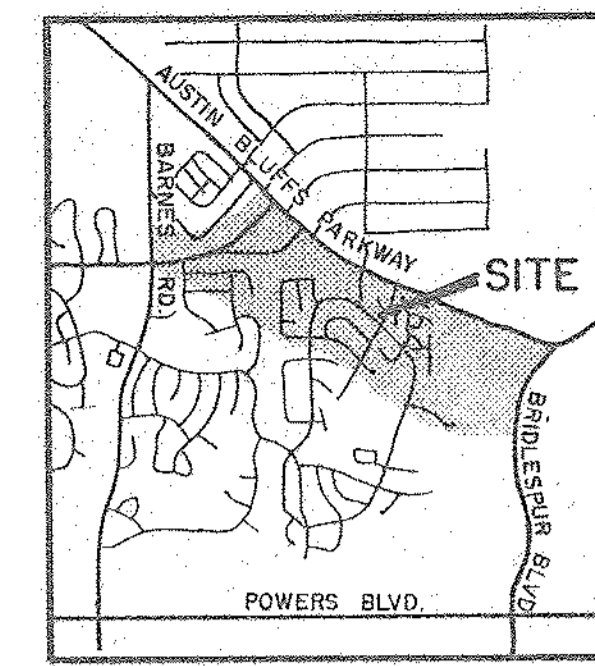 AUSTIN BLUFFS PARKWAY
BARNES RD.
SITE
BRIDLESPUR BLVD
POWERS BLVD.